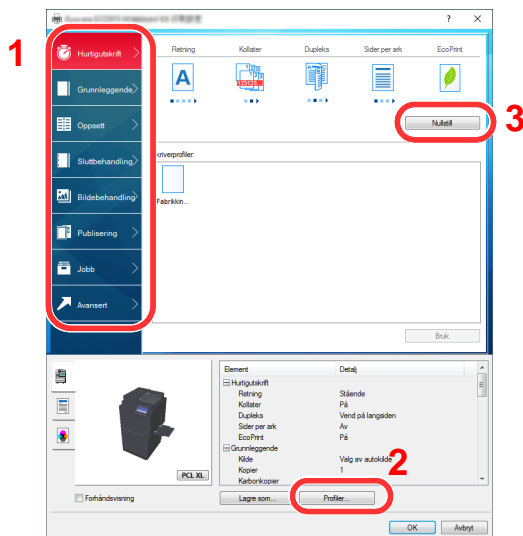 ?
1
Hurtigutskrift
Grunnleggende
Oppsett
Sluttbehandling
Bildebehandling
Publisering
Jobb
Avansert
Retning
Kollater
Dupleks
Sider per ark
EcoPrint
A
123123
Nullstill
3
kriverprofiler:
Fabrikkin...
Bruk
Element
Detalj
Hurtigutskrift
Retning
Stående
Kollater
På
Dupleks
Vend på langsiden
Sider per ark
Av
EcoPrint
På
Grunnleggende
Kilde
Valg av autokilde
Kopier
1
Karbonkopier
2
PCL XL
Forhåndsvisning
Lagre som...
Profiler...
OK
Avbryt